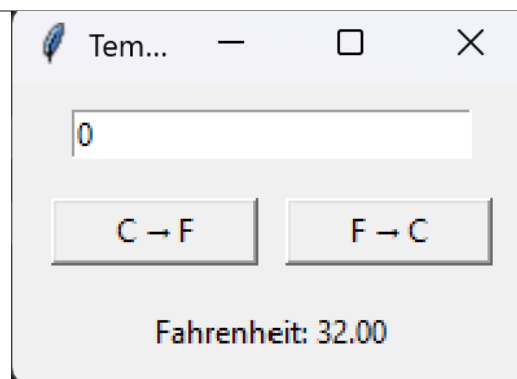 Tem...
0
C → F F → C
Fahrenheit: 32.00